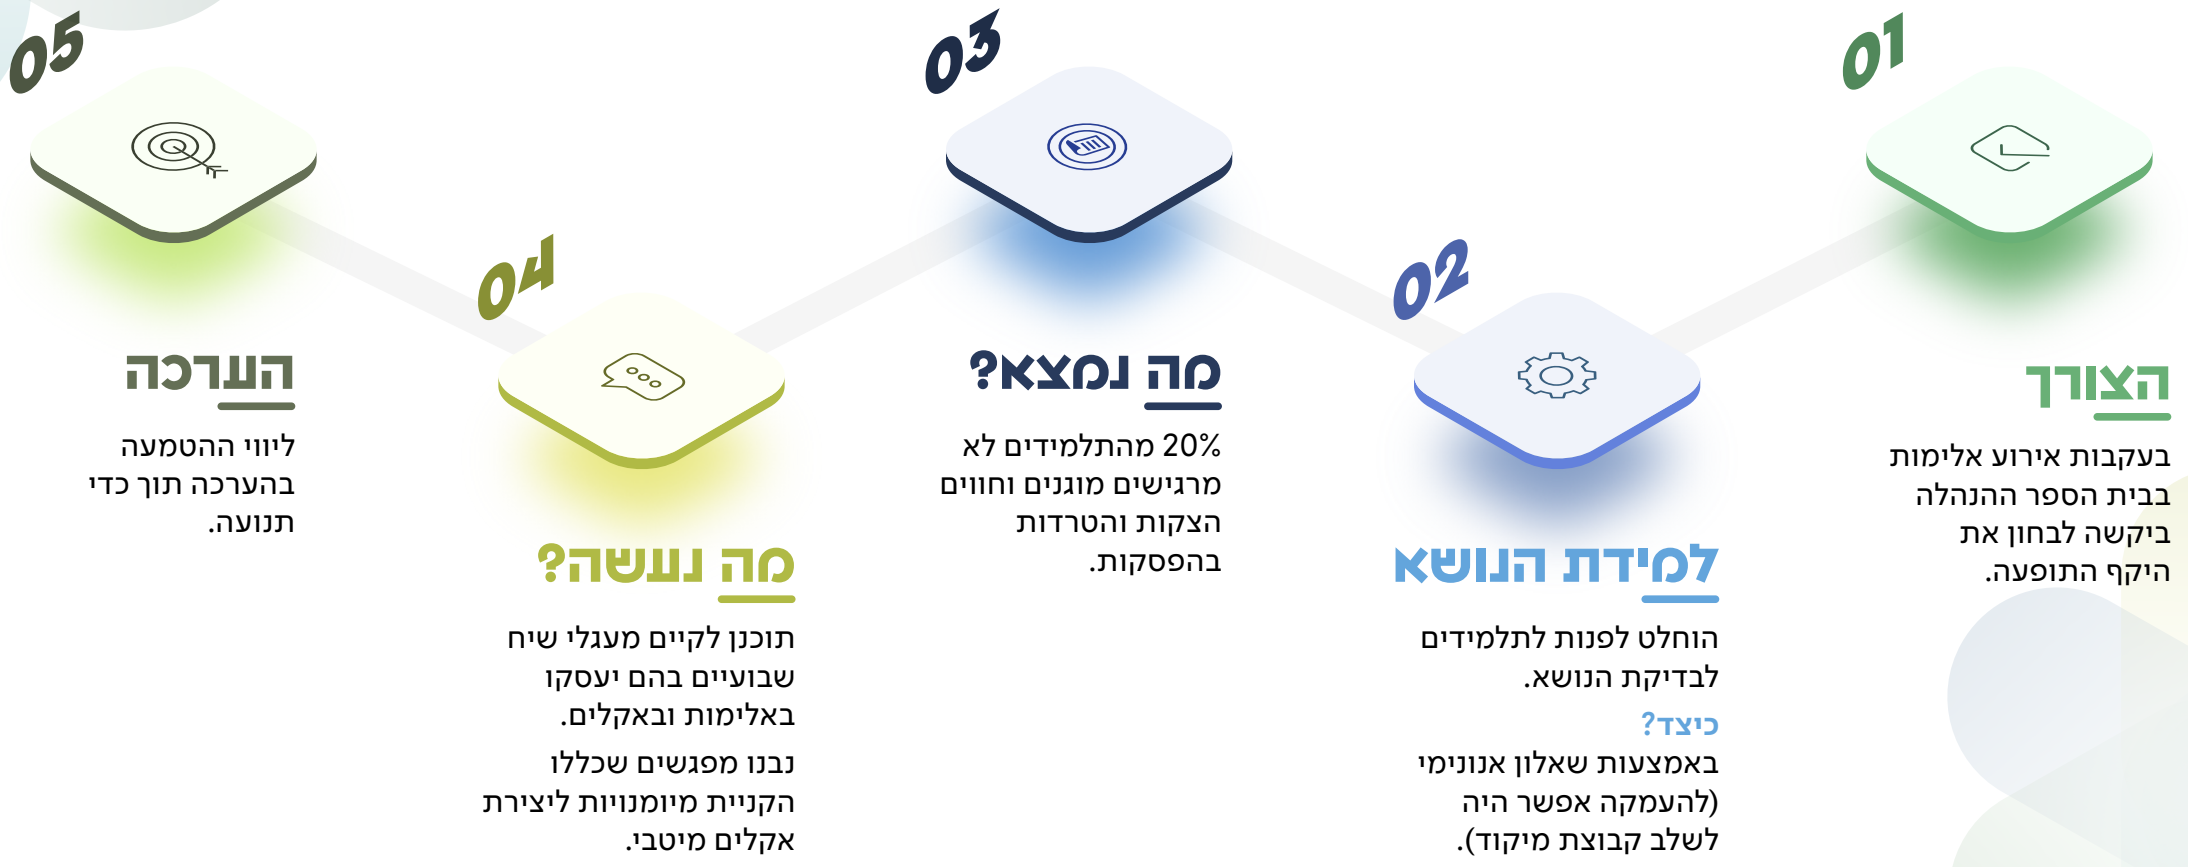 01
הצורך
בעקבות אירוע אלימות
בבית הספר ההנהלה
ביקשה לבחון את
היקף התופעה.
02
למידת הנושא
הוחלט לפנות לתלמידים
לבדיקת הנושא.
כיצד?
באמצעות שאלון אנונימי
(להעמקה אפשר היה
לשלב קבוצת מיקוד).
03
מה נמצא?
20% מהתלמידים לא
מרגישים מוגנים וחווים
הצקות והטרדות
בהפסקות.
04
מה נעשה?
תוכנן לקיים מעגלי שיח
שבועיים בהם יעסקו
באלימות ובאקלים.
נבנו מפגשים שכללו
הקניית מיומנויות ליצירת
אקלים מיטבי.
05
הערכה
ליווי ההטמעה
בהערכה תוך כדי
תנועה.